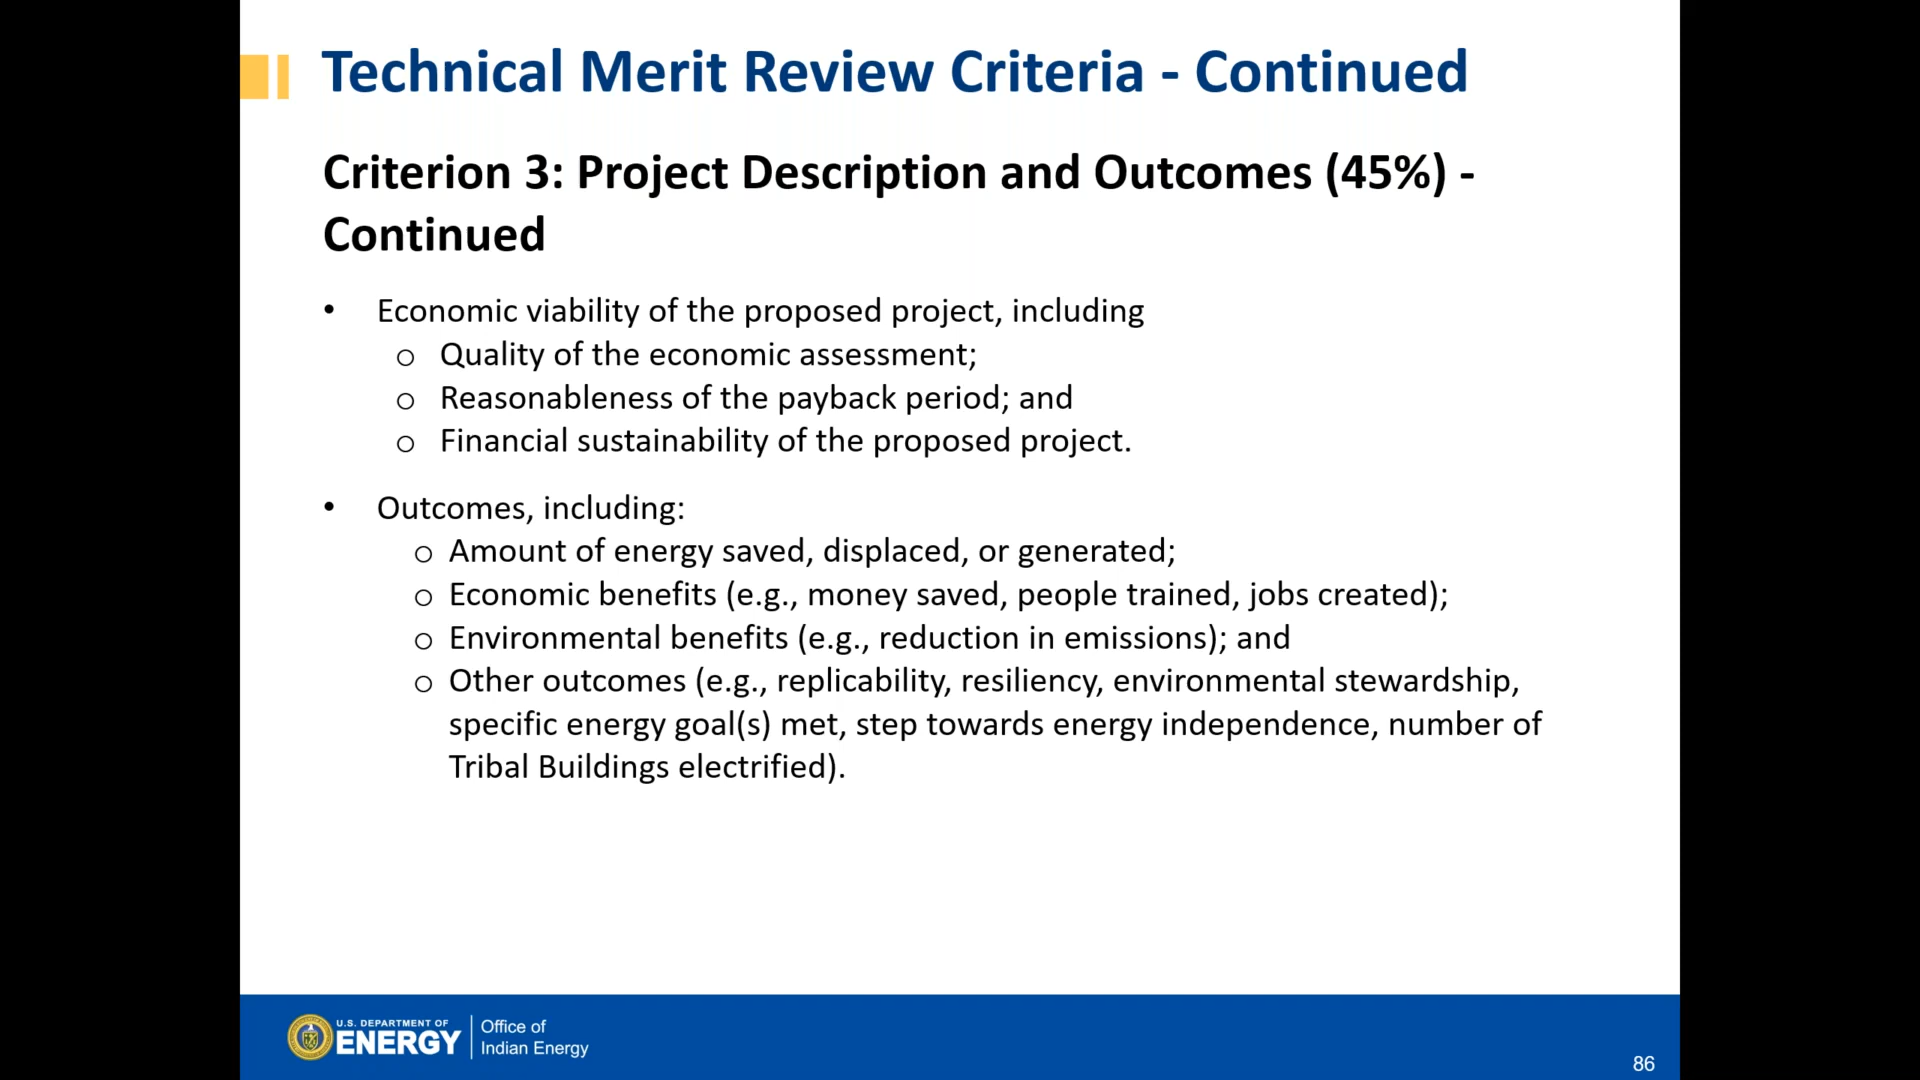 Technical Merit Review Criteria - Continued
Criterion 3: Project Description and Outcomes (45%) -
Continued
• Economic viability of the proposed project, including
o Quality of the economic assessment;
o Reasonableness of the payback period; and
o Financial sustainability of the proposed project.
• Outcomes, including:
o Amount of energy saved, displaced, or generated;
o Economic benefits (e.g., money saved, people trained, jobs created);
o Environmental benefits (e.g., reduction in emissions); and
o Other outcomes (e.g., replicability, resiliency, environmental stewardship,
specific energy goal(s) met, step towards energy independence, number of
Tribal Buildings electrified).
U.S. DEPARTMENT OF
ENERGY
Office of
Indian Energy
86